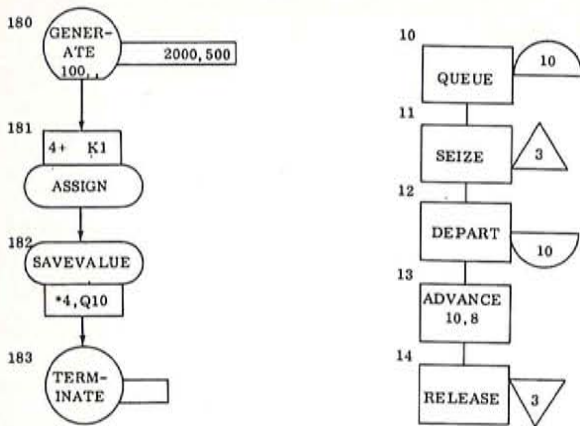 180
GENER-
ATE
100,,
2000,500
181
4+ K1
ASSIGN
182
SAVEVALUE
*4,Q10
183
TERM-
INATE
10
QUEUE
10
11
SEIZE
3
12
DEPART
10
13
ADVANCE
10,8
14
RELEASE
3